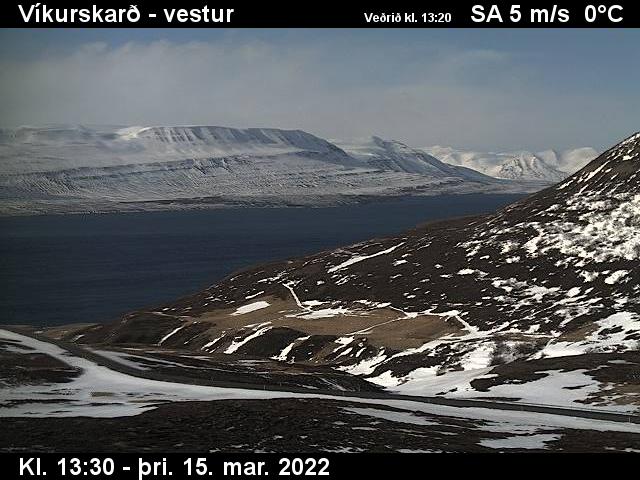 Víkurskarð - vestur Veðrið kl. 13:20 SA 5 m/s 0°C
Kl. 13:30 - þri. 15. mar. 2022